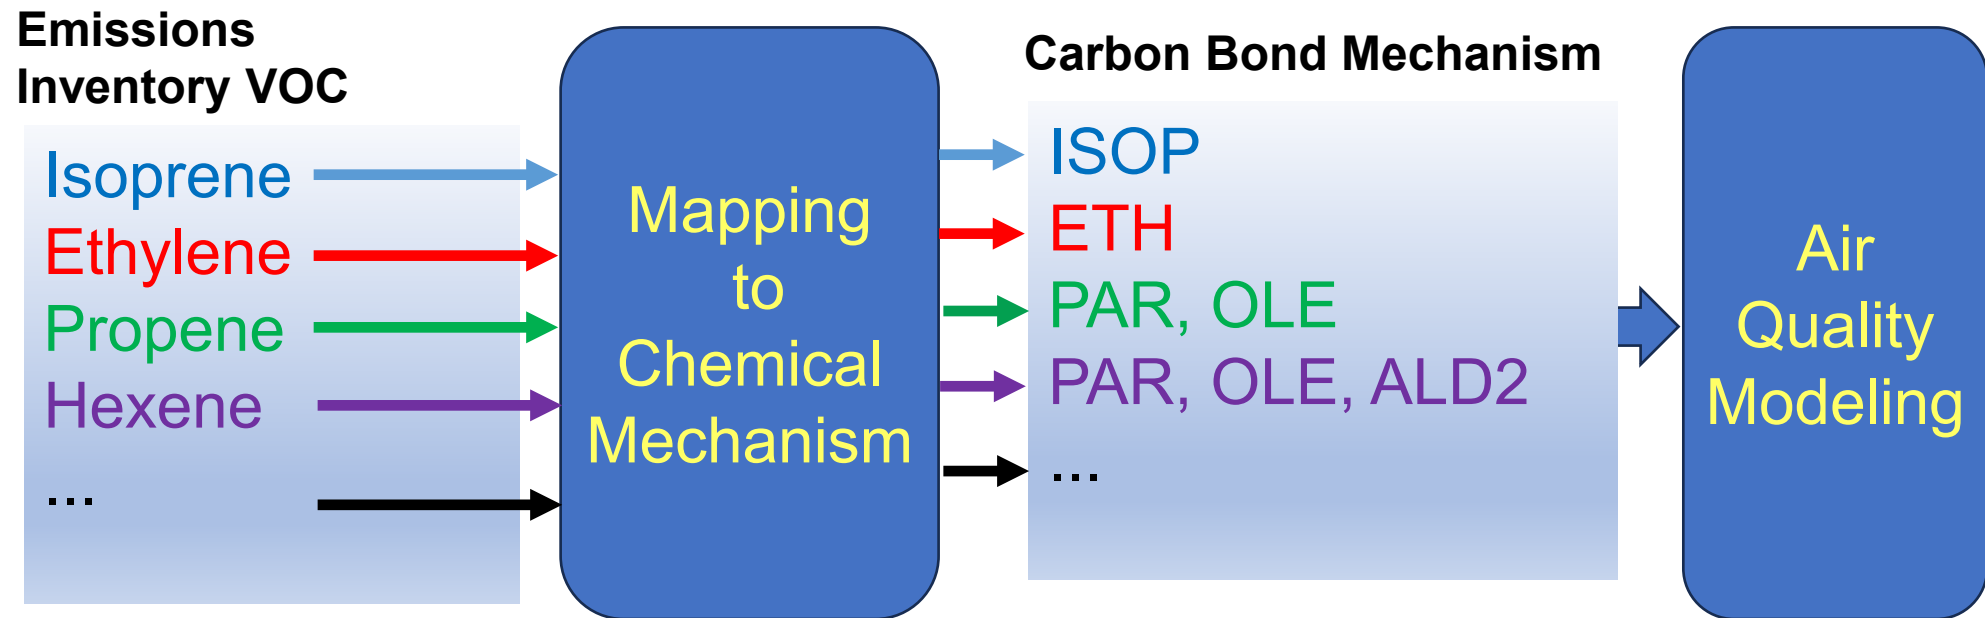 Emissions
Inventory VOC
Isoprene
Ethylene
Propene
Hexene
...
Mapping
to
Chemical
Mechanism
Carbon Bond Mechanism
ISOP
ETH
PAR, OLE
PAR, OLE, ALD2
...
Air
Quality
Modeling